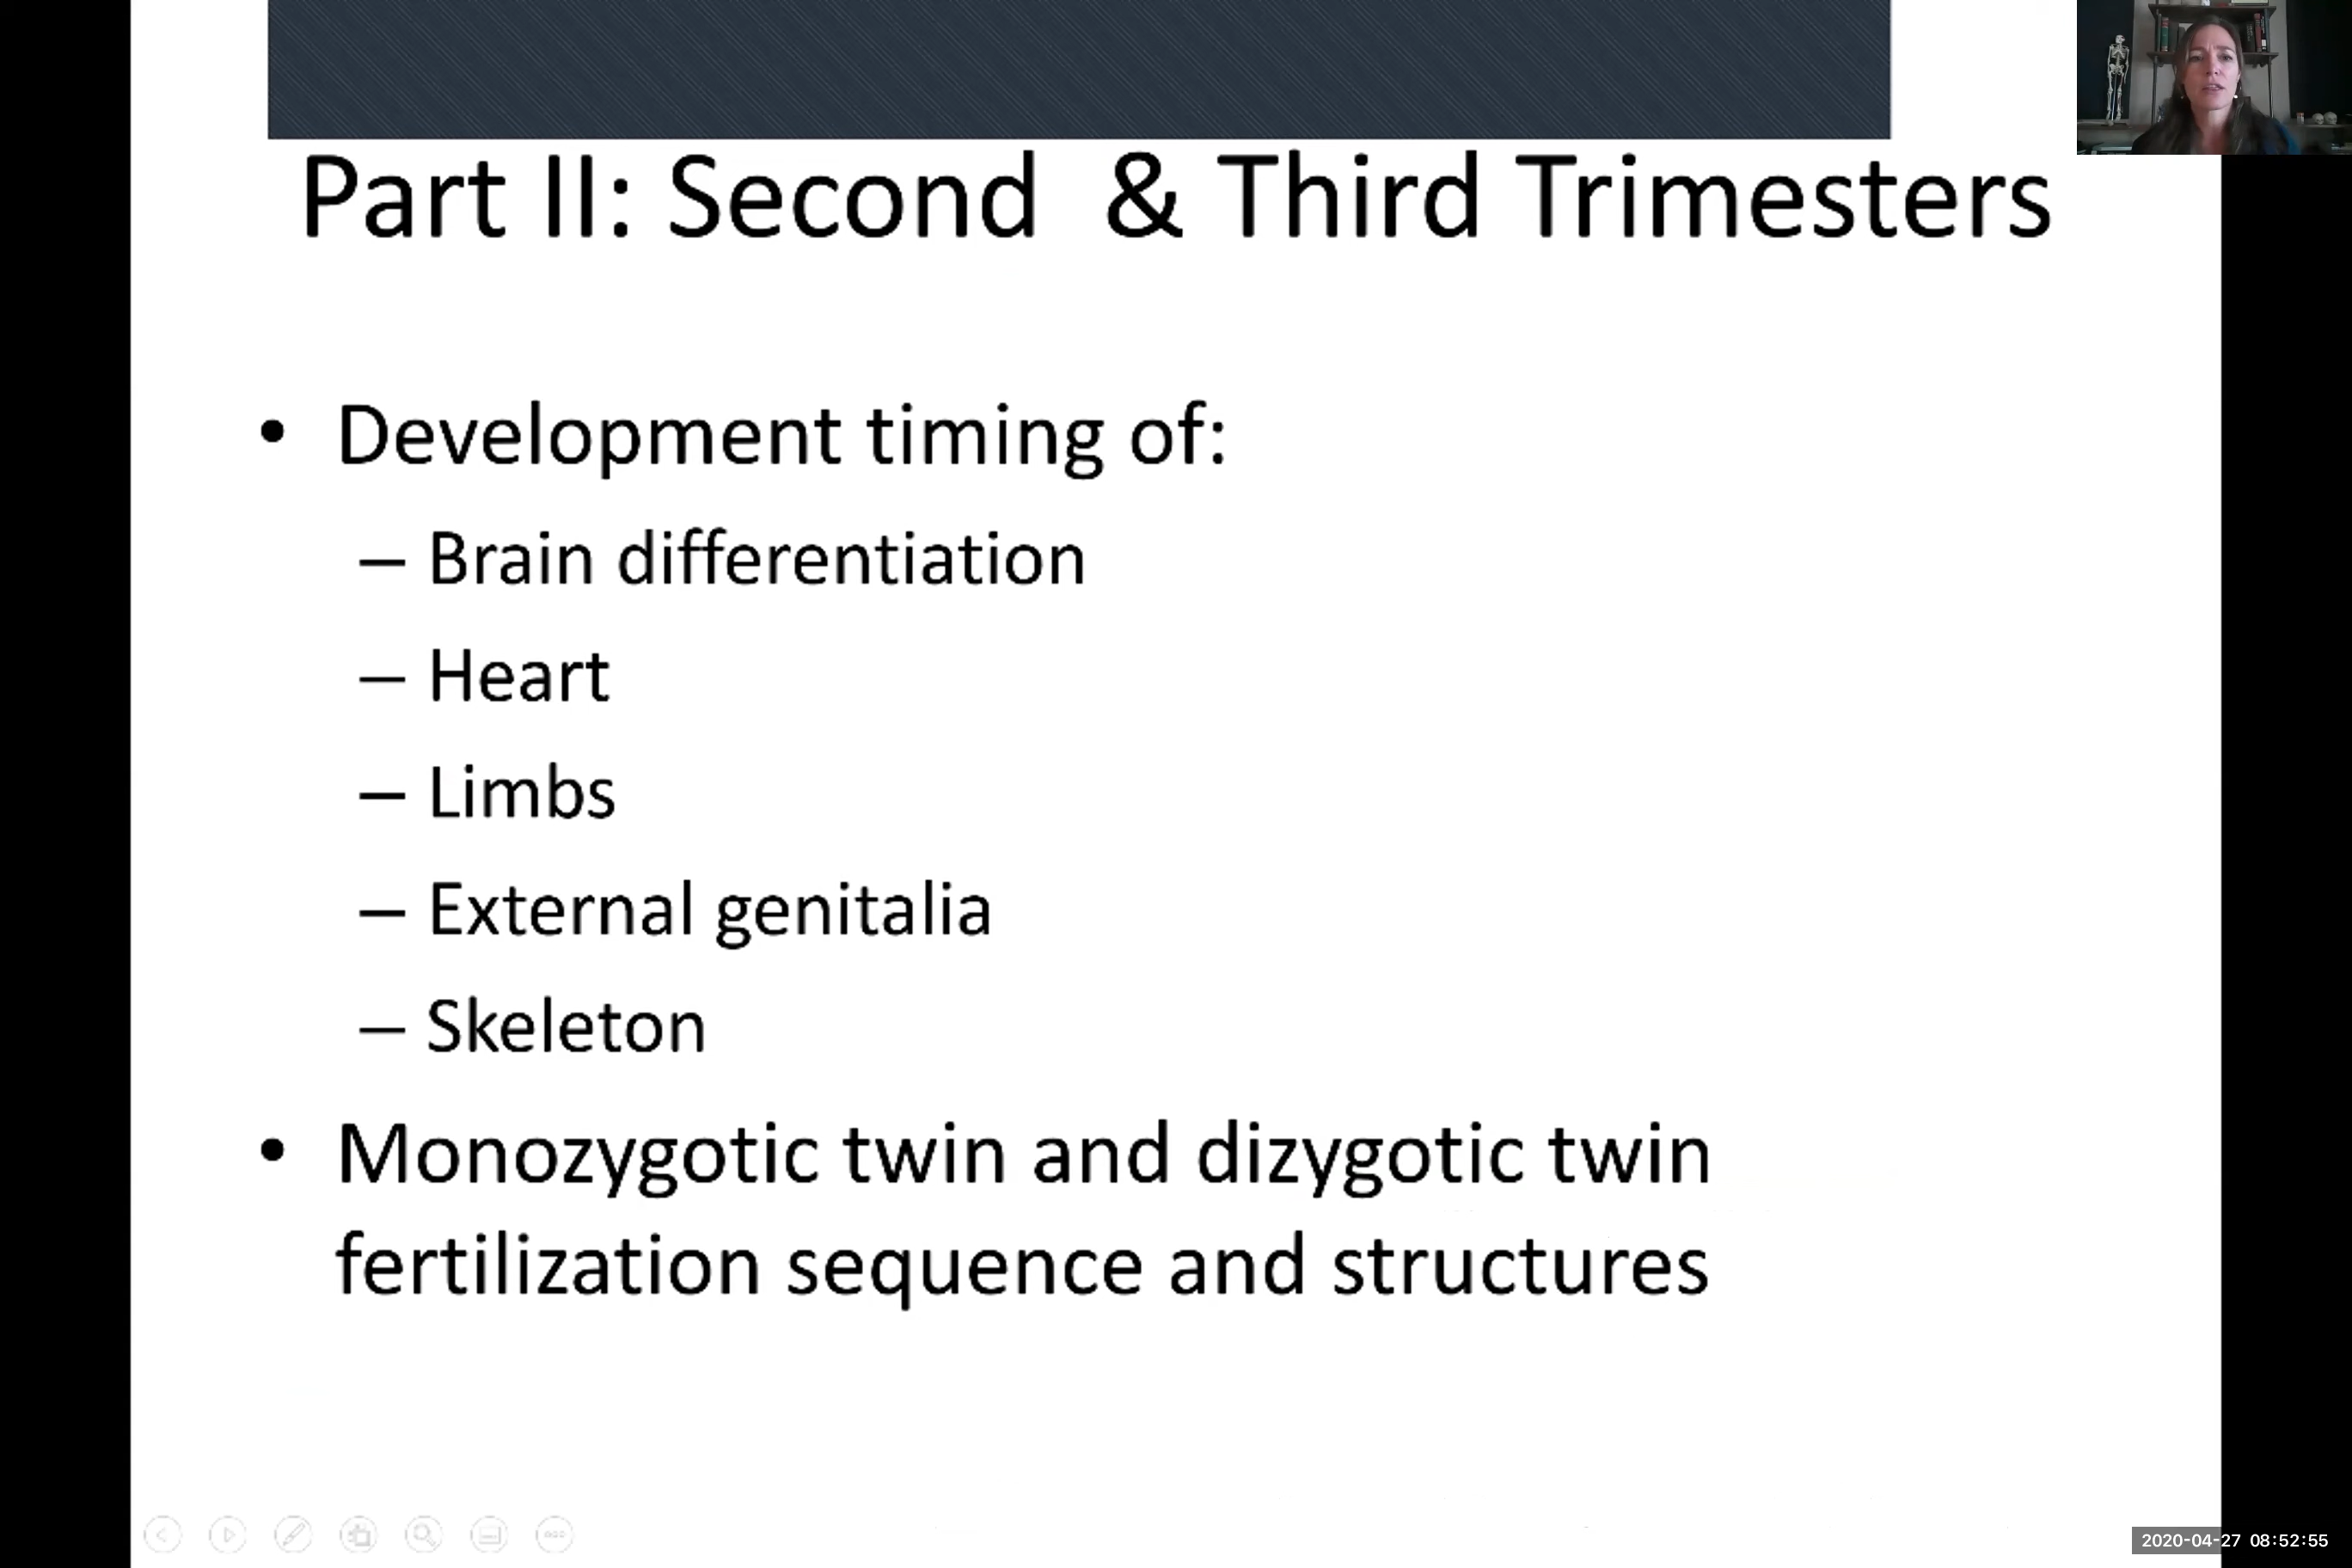 Part II: Second & Third Trimesters
• Development timing of:
– Brain differentiation
– Heart
– Limbs
– External genitalia
– Skeleton
• Monozygotic twin and dizygotic twin
fertilization sequence and structures
2020-04-27 08:52:55